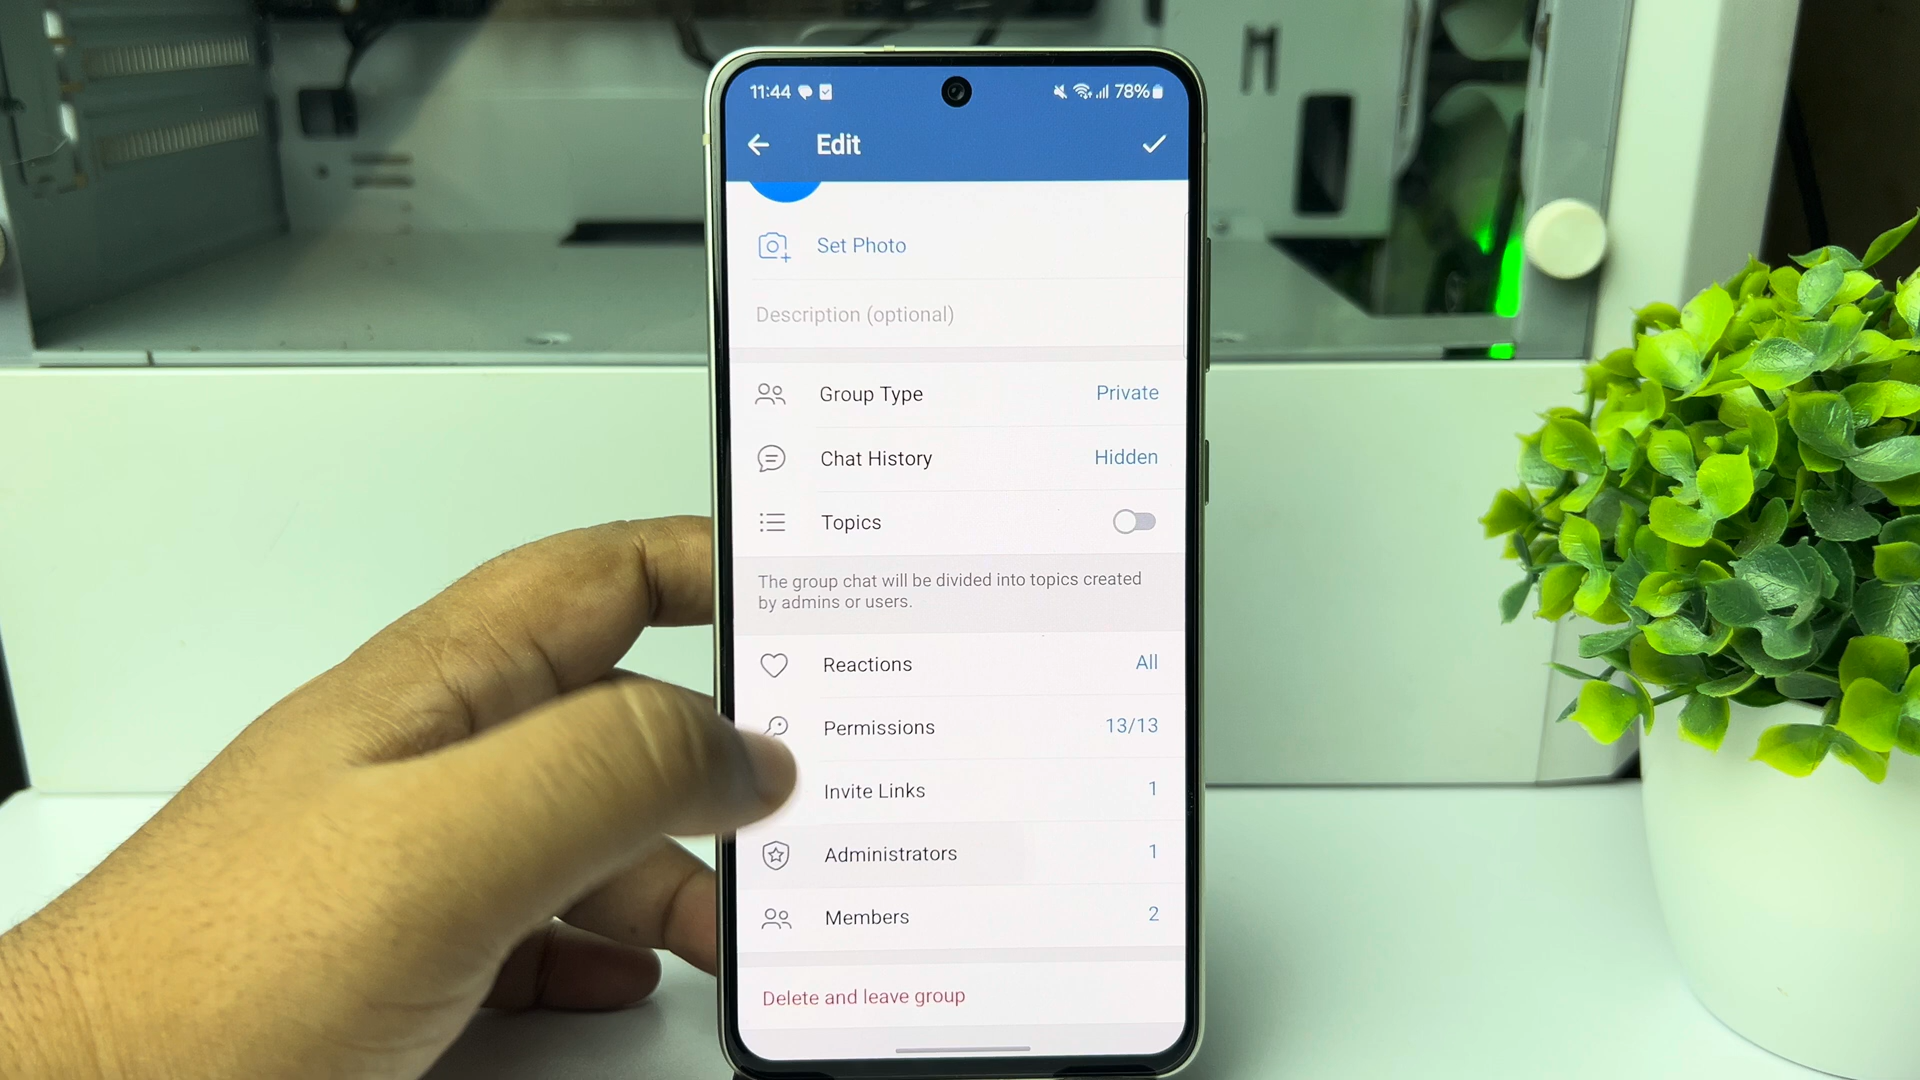 11:44 78%
Edit
Set Photo
Description (optional)
Group Type Private
Chat History Hidden
Topics
The group chat will be divided into topics created
by admins or users.
Reactions All
Permissions 13/13
Invite Links 1
Administrators 1
Members 2
Delete and leave group